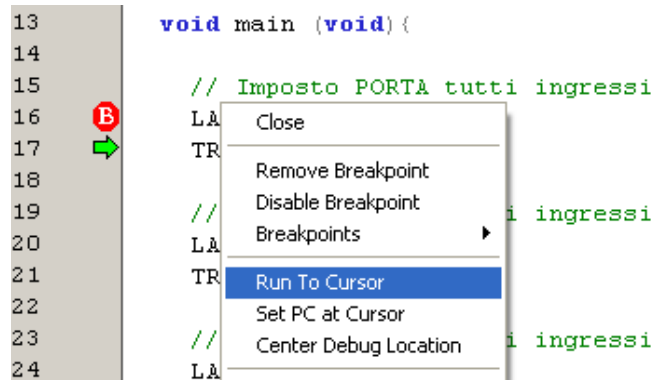 13 void main (void){
14
15 // Imposto PORTA tutti ingressi
16 B LA
17 TR
18
19 // i ingressi
20 LA
21 TR
22
23 // i ingressi
24 LA
Close
Remove Breakpoint
Disable Breakpoint
Breakpoints
Run To Cursor
Set PC at Cursor
Center Debug Location